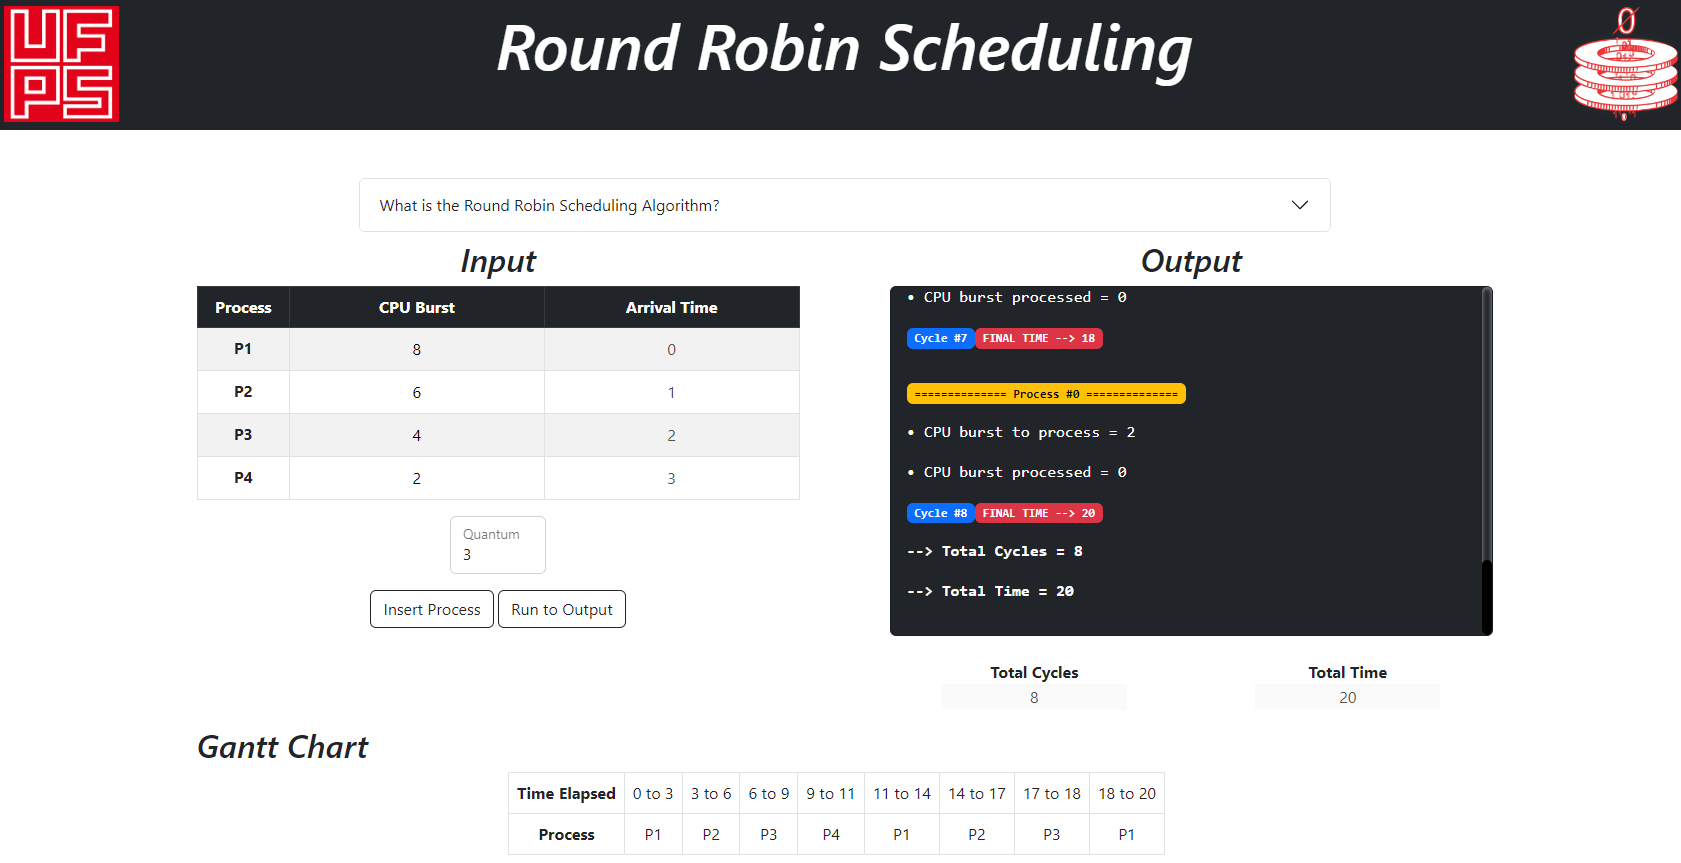 UFPS
Round Robin Scheduling
What is the Round Robin Scheduling Algorithm?
Input
Process CPU Burst Arrival Time
P1 8 0
P2 6 1
P3 4 2
P4 2 3
Quantum
3
Insert Process Run to Output
Output
• CPU burst processed = 0
Cycle #7 FINAL TIME --> 18
============== Process #0 ==============
• CPU burst to process = 2
• CPU burst processed = 0
Cycle #8 FINAL TIME --> 20
--> Total Cycles = 8
--> Total Time = 20
Total Cycles Total Time
8 20
Gantt Chart
Time Elapsed 0 to 3 3 to 6 6 to 9 9 to 11 11 to 14 14 to 17 17 to 18 18 to 20
Process P1 P2 P3 P4 P1 P2 P3 P1